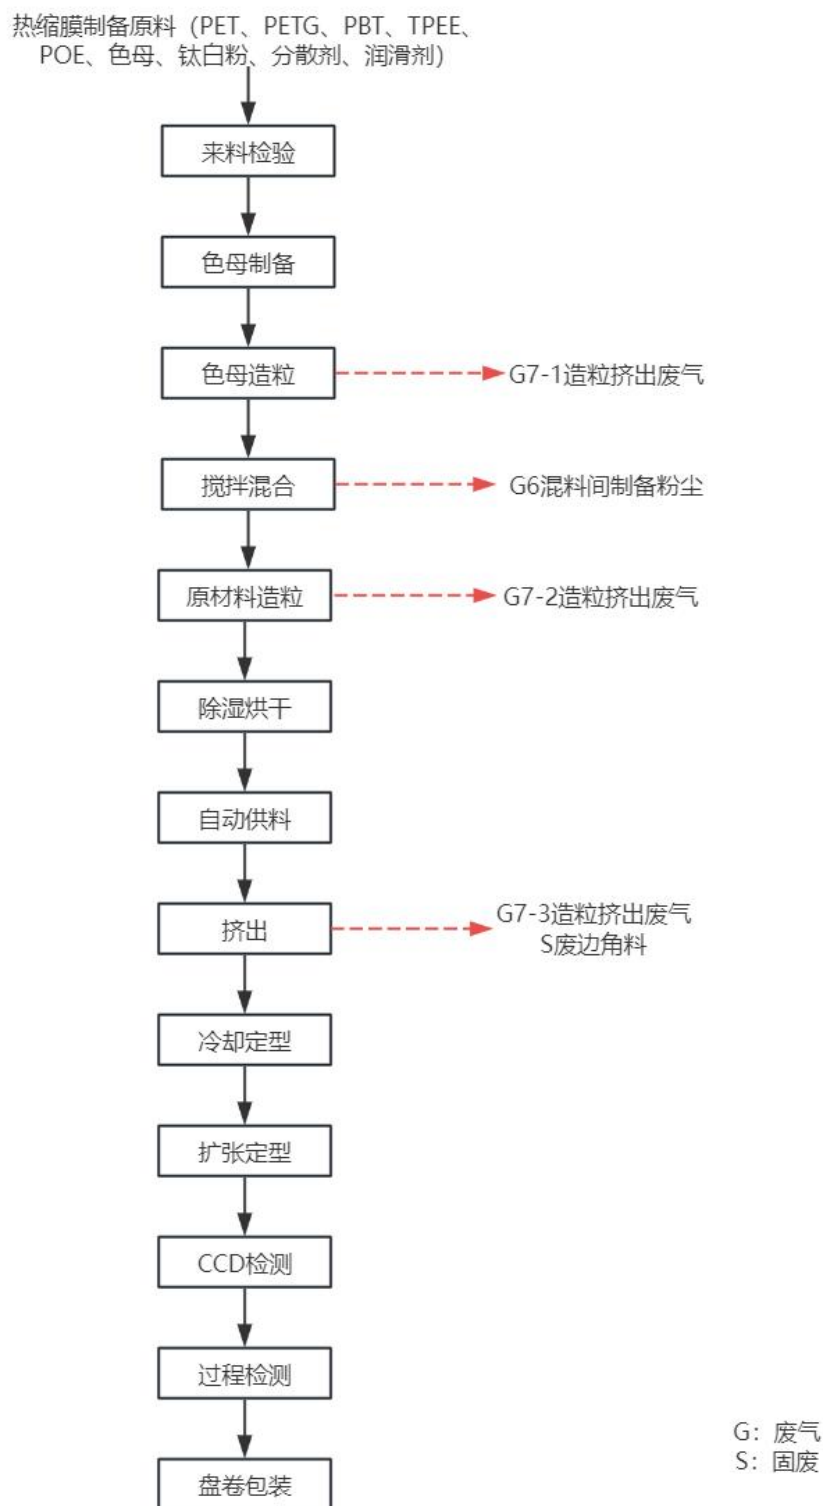 热缩膜制备原料（PET、PETG、PBT、TPEE、
POE、色母、钛白粉、分散剂、润滑剂）
来料检验
色母制备
色母造粒
G7-1造粒挤出废气
搅拌混合
G6混料间制备粉尘
原材料造粒
G7-2造粒挤出废气
除湿烘干
自动供料
挤出
G7-3造粒挤出废气
S废边角料
冷却定型
扩张定型
CCD检测
过程检测
盘卷包装
G：废气
S：固废